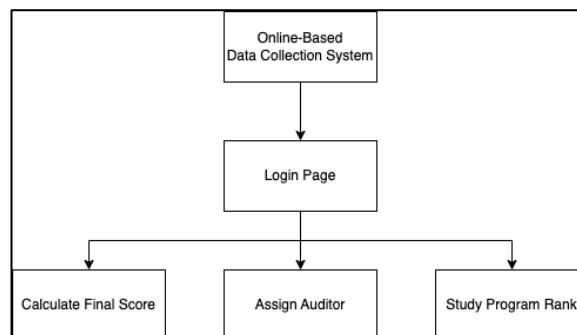 Online-Based
Data Collection System
Login Page
Calculate Final Score
Assign Auditor
Study Program Rank